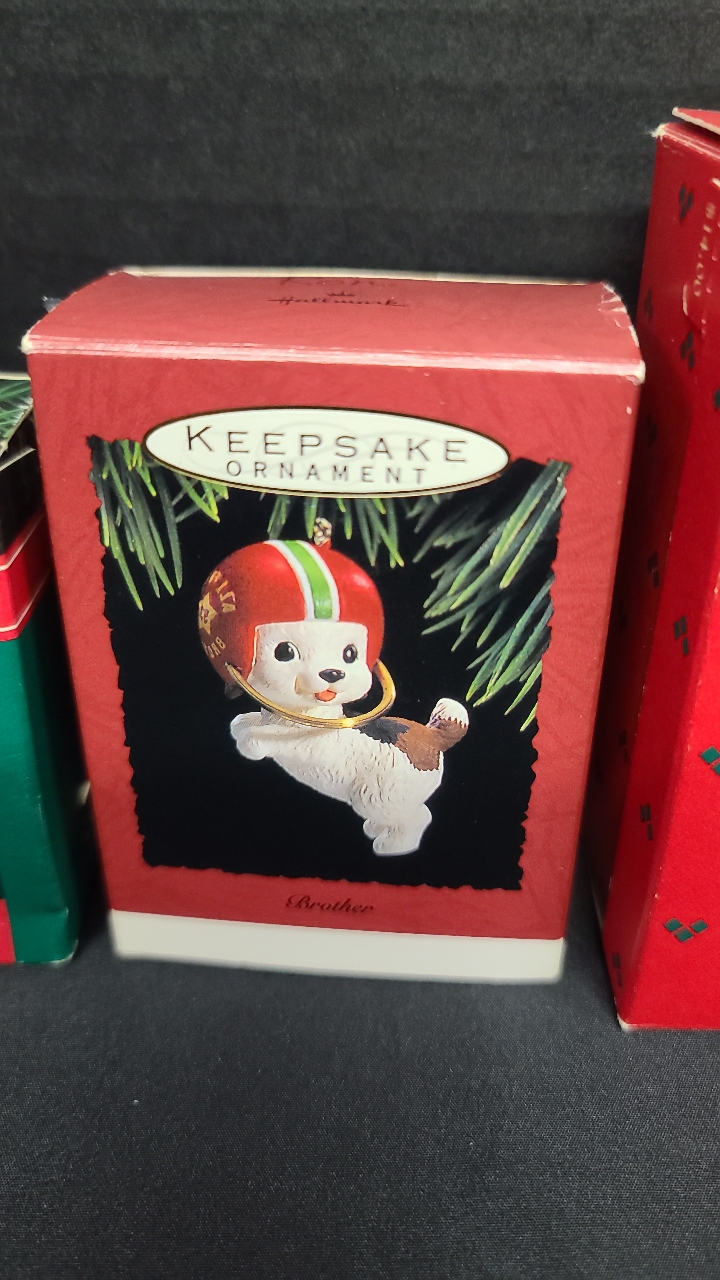 Hallmark
KEEPSAKE
ORNAMENT
Brother